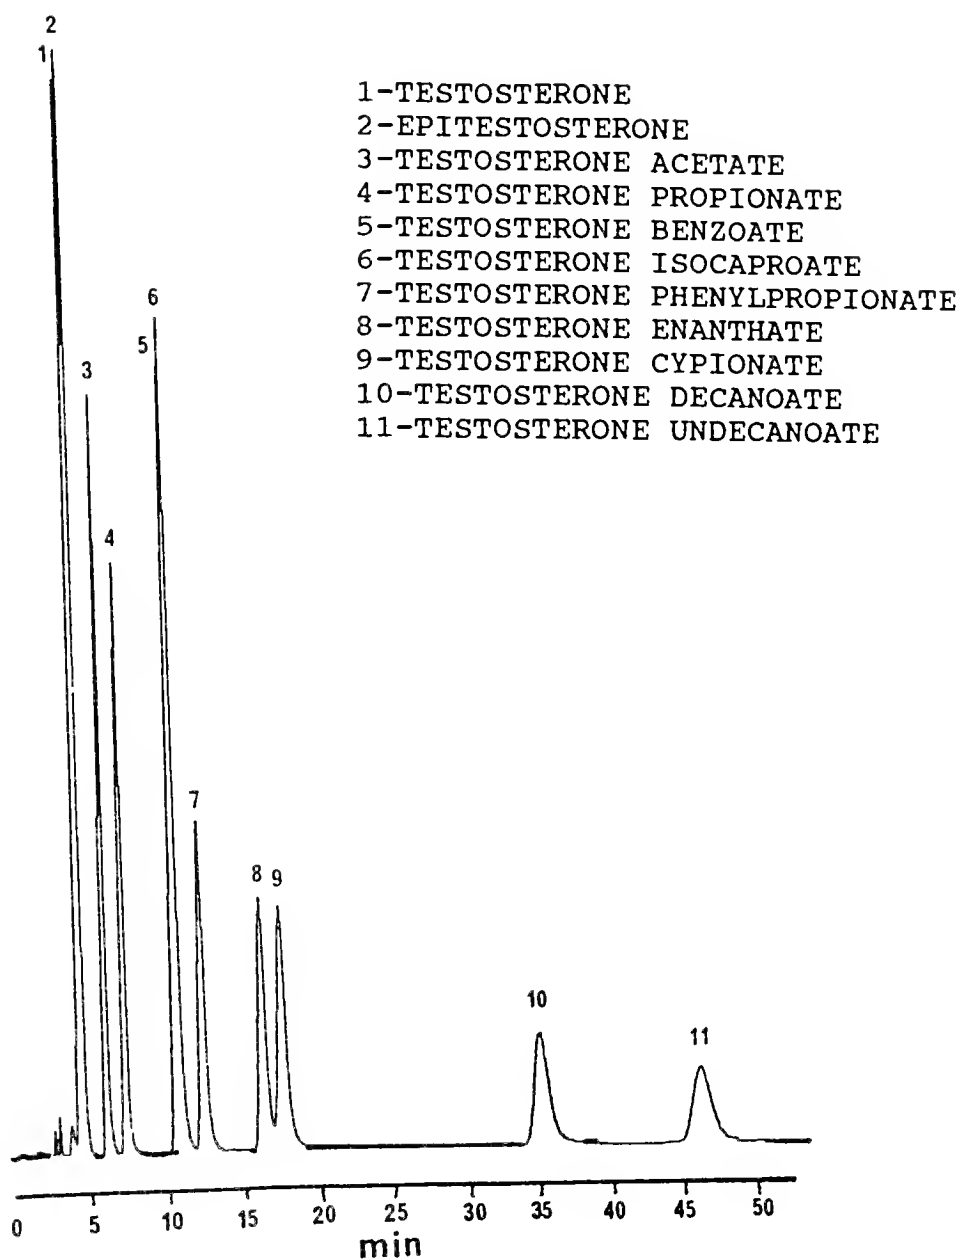 2
1
1-TESTOSTERONE
2-EPITESTOSTERONE
3-TESTOSTERONE ACETATE
4-TESTOSTERONE PROPIONATE
5-TESTOSTERONE BENZOATE
6-TESTOSTERONE ISOCAPROATE
7-TESTOSTERONE PHENYLPROPIONATE
8-TESTOSTERONE ENANTHATE
9-TESTOSTERONE CYPIONATE
10-TESTOSTERONE DECANOATE
11-TESTOSTERONE UNDECANOATE
6
5
3
4
7
8 9
10
11
0 5 10 15 20 25 30 35 40 45 50
min